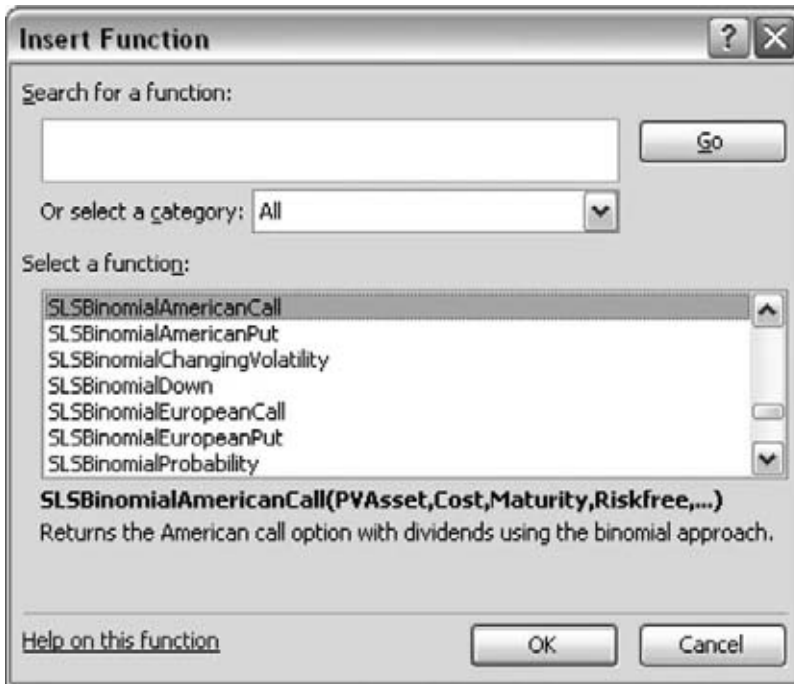 Insert Function
Search for a function:
Go
Or select a category: All
Select a function:
SLSBinomialAmericanCall
SLSBinomialAmericanPut
SLSBinomialChangingVolatility
SLSBinomialDown
SLSBinomialEuropeanCall
SLSBinomialEuropeanPut
SLSBinomialProbability
SLSBinomialAmericanCall(PVAsset,Cost,Maturity,Riskfree,...)
Returns the American call option with dividends using the binomial approach.
Help on this function
OK Cancel